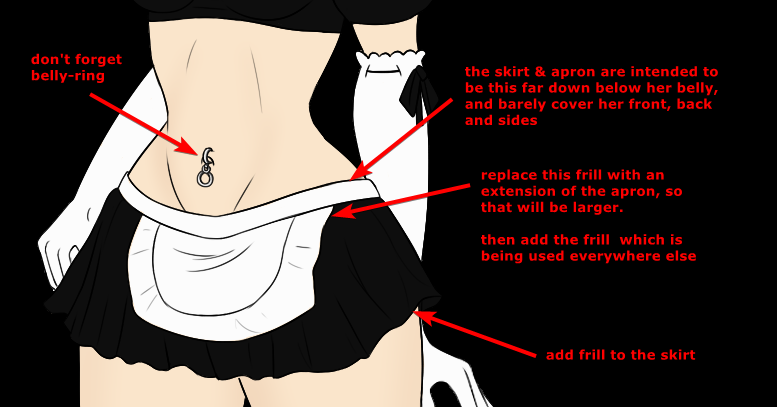 don't forget
belly-ring
the skirt & apron are intended to
be this far down below her belly,
and barely cover her front, back
and sides
replace this frill with an
extension of the apron, so
that will be larger.
then add the frill which is
being used everywhere else
add frill to the skirt